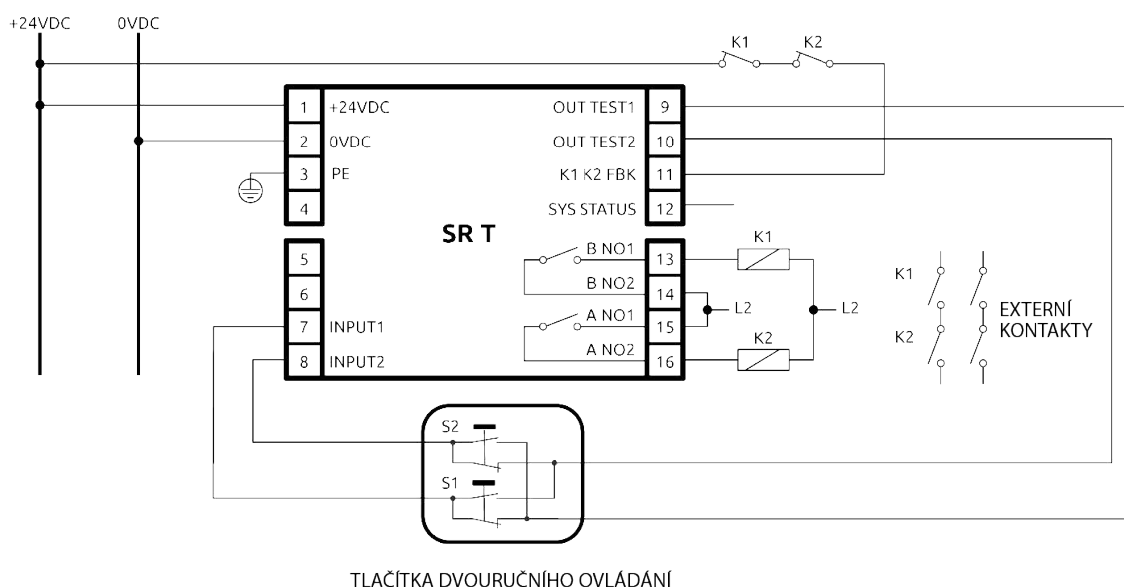 +24VDC 0VDC
K1 K2
1 +24VDC OUT TEST1 9
2 0VDC OUT TEST2 10
3 PE K1 K2 FBK 11
4 SYS STATUS 12
SR T
5 B NO1 13 K1
6 B NO2 14
L2 L2
7 INPUT1 A NO1 15
8 INPUT2 A NO2 16 K2
K1
K2
EXTERNÍ
KONTAKTY
S2
S1
TLAČÍTKA DVOURUČNÍHO OVLÁDÁNÍ